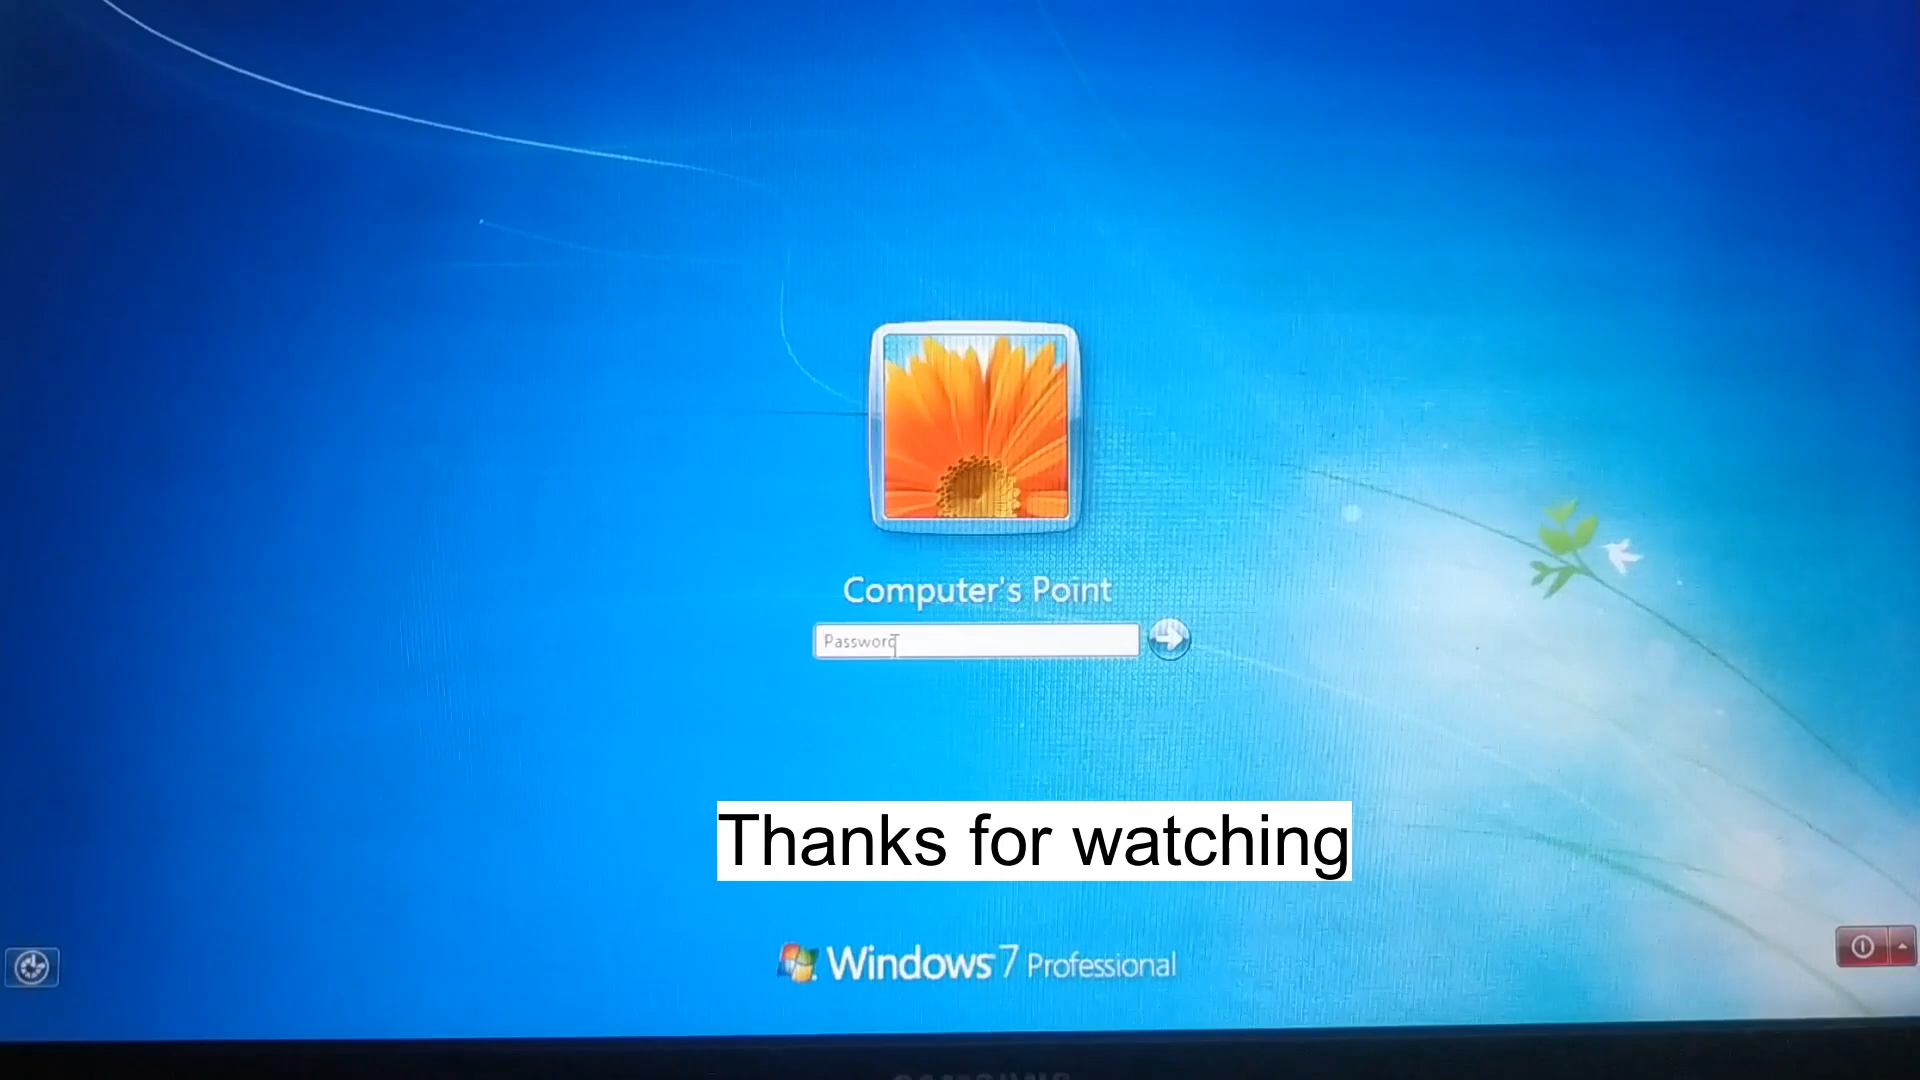 Computer's Point
Password
Thanks for watching
Windows 7 Professional